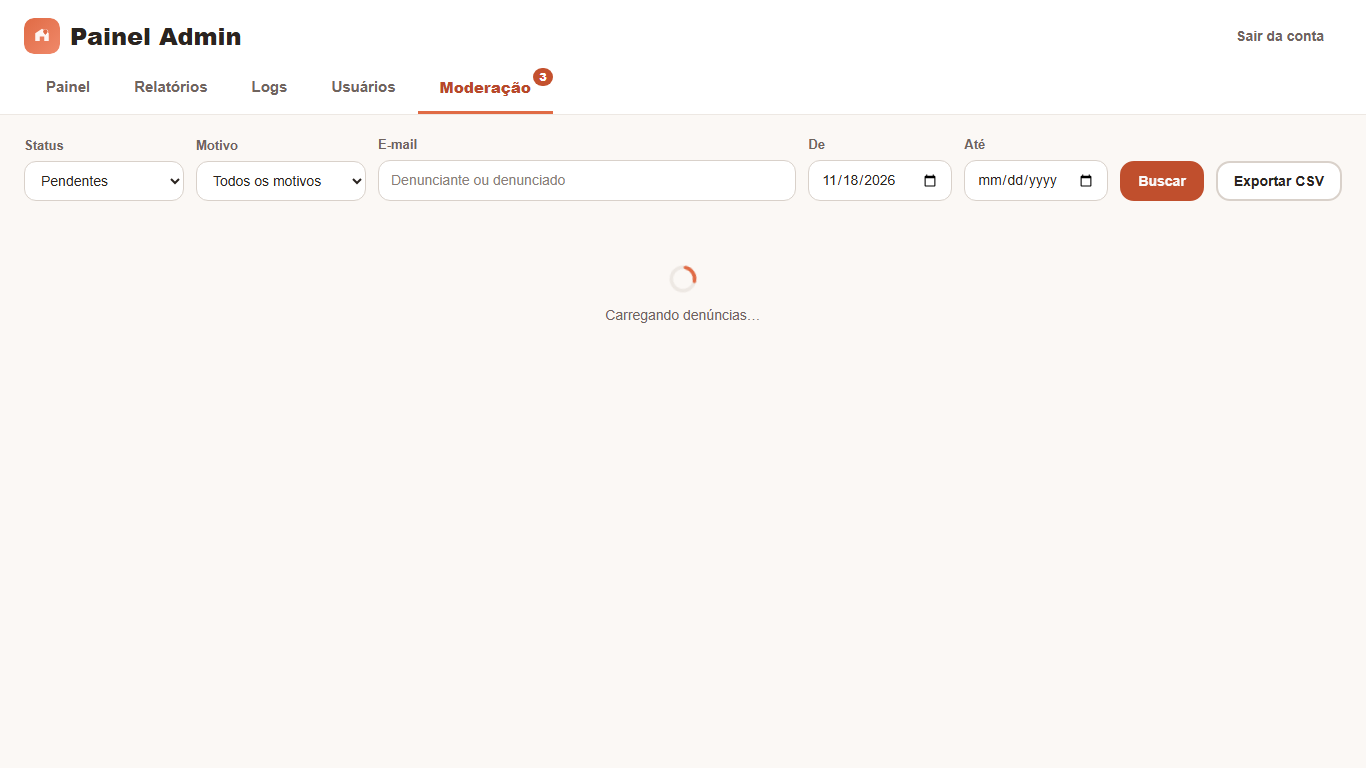 Painel Admin
Sair da conta
Painel
Relatórios
Logs
Usuários
Moderação
3
Status
Motivo
E-mail
De
Até
Pendentes
Todos os motivos
Denunciante ou denunciado
11/18/2026
mm/dd/yyyy
Buscar
Exportar CSV
Carregando denúncias…